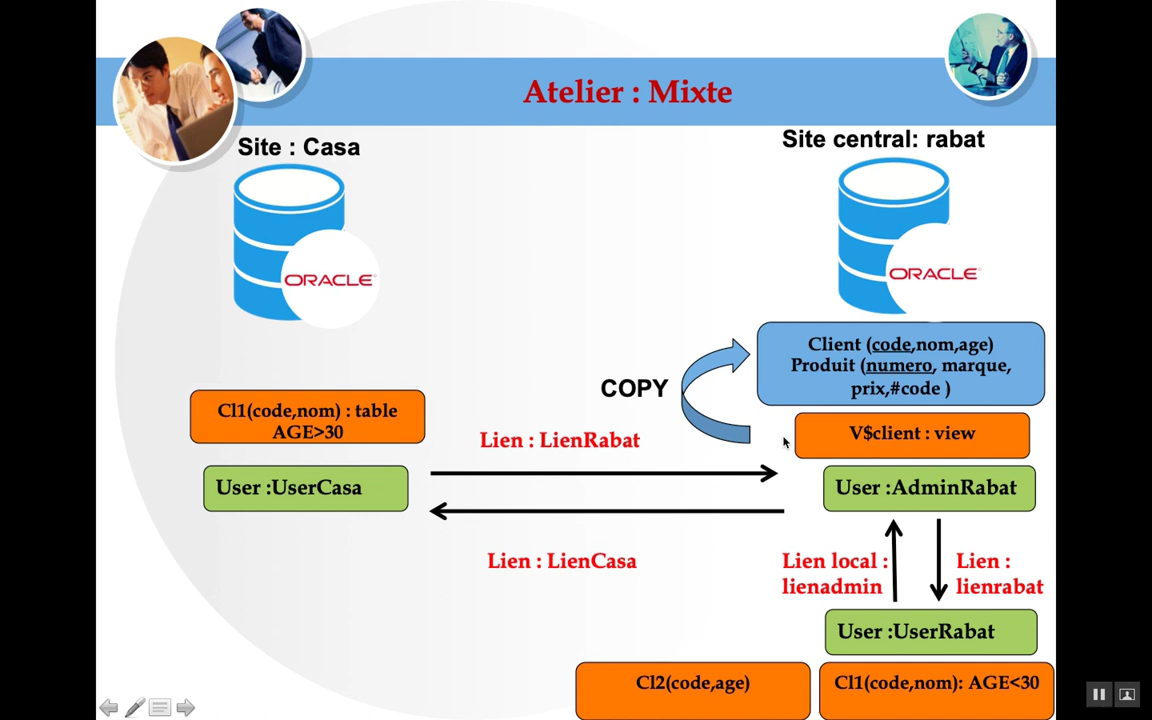 Atelier : Mixte
Site : Casa
Site central: rabat
ORACLE
ORACLE
Client (code,nom,age)
Produit (numero, marque,
prix,#code )
COPY
Cl1(code,nom) : table
AGE>30
V$client : view
Lien : LienRabat
User :UserCasa
User :AdminRabat
Lien : LienCasa
Lien local :
lienadmin
Lien :
lienrabat
User :UserRabat
Cl2(code,age)
Cl1(code,nom): AGE<30